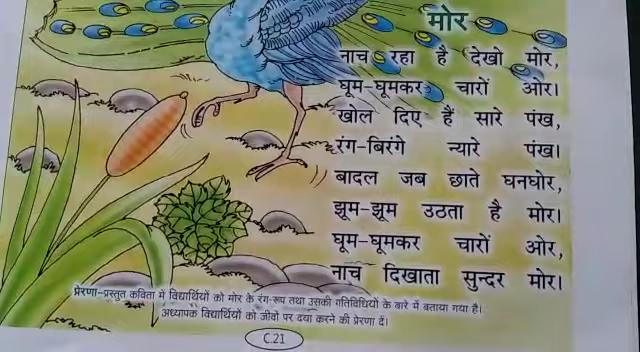 मोर
नाच रहा है देखो मोर,
घूम-घूमकर चारों ओर।
खोल दिए हैं सारे पंख,
रंग-बिरंगे न्यारे पंख।
बादल जब छाते घनघोर,
झूम-झूम उठता है मोर।
घूम-घूमकर चारों ओर,
नाच दिखाता सुन्दर मोर।
प्रेरणा-प्रस्तुत कविता में विद्यार्थियों को मोर के रंग-रूप तथा उसकी गतिविधियों के बारे में बताया गया है।
अध्यापक विद्यार्थियों को जीवों पर दया करने की प्रेरणा दें।
C.21